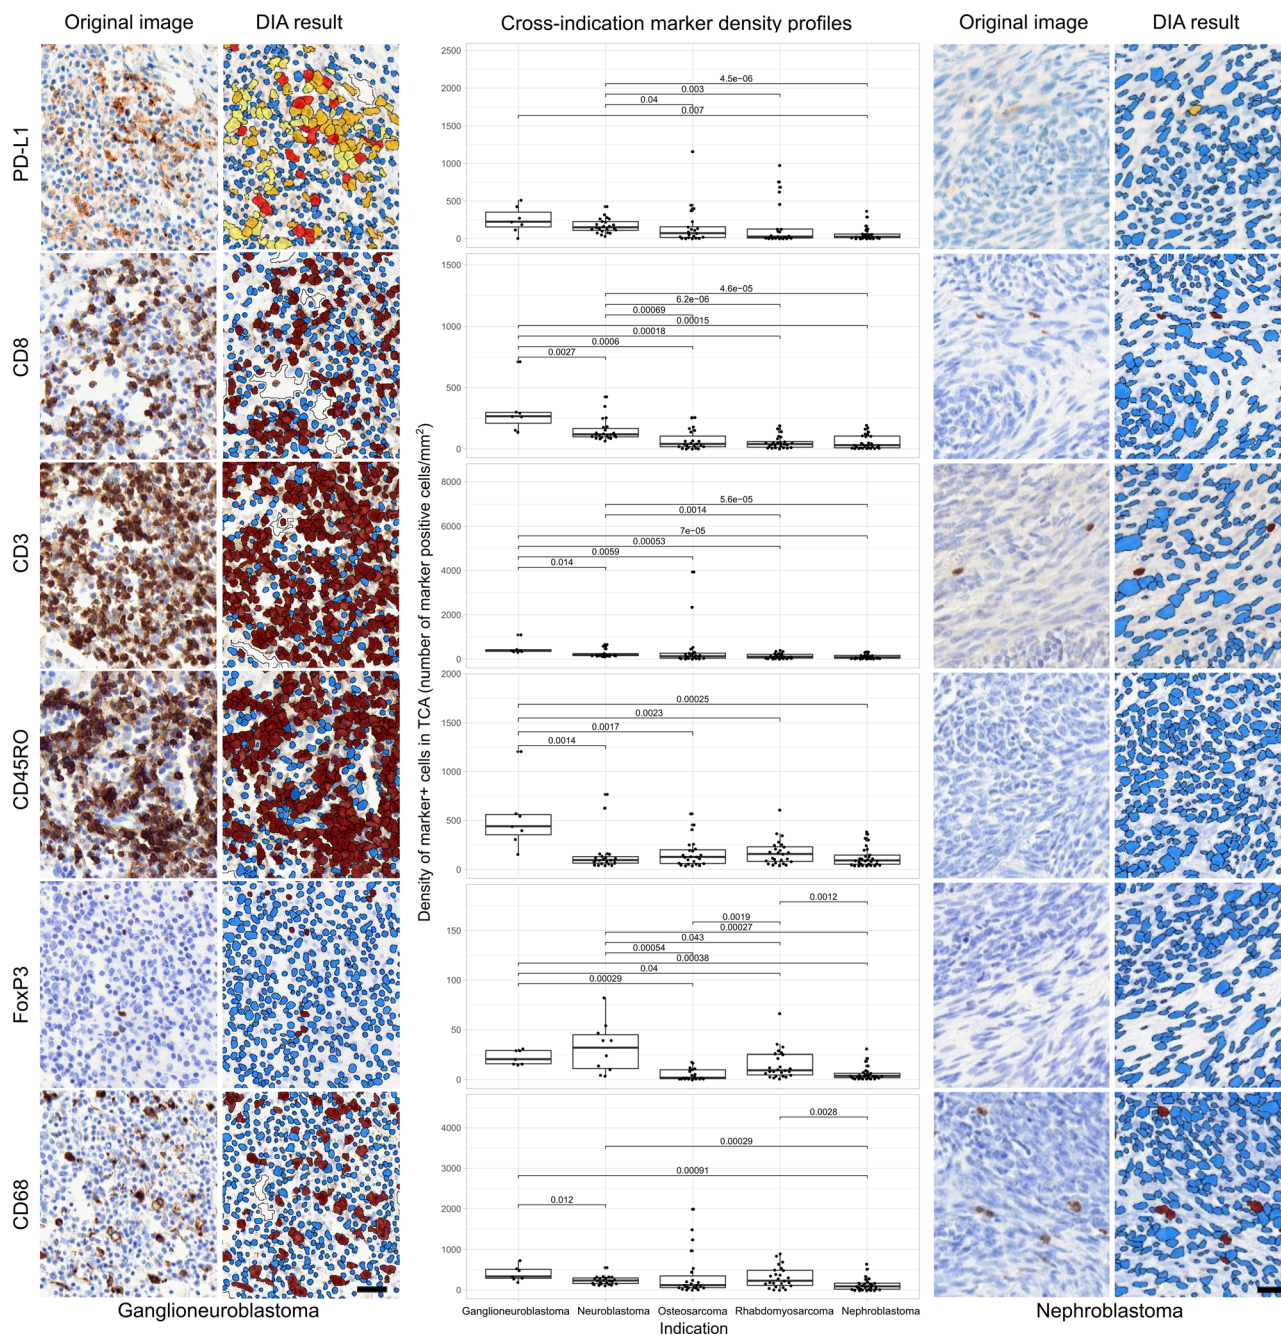 Original image
DIA result
Cross-indication marker density profiles
Original image
DIA result
PD-L1
CD8
CD3
CD45RO
FoxP3
CD68
Density of marker+ cells in TCA (number of marker positive cells/mm²)
2500
2000
1500
1000
500
0
4.5e−06
0.003
0.04
0.007
1500
1000
500
0
4.6e−05
6.2e−06
0.00069
0.00015
0.00018
0.0006
0.0027
8000
6000
4000
2000
0
5.6e−05
0.0014
7e−05
0.00053
0.0059
0.014
2000
1500
1000
500
0
0.00025
0.0023
0.0017
0.0014
150
100
50
0
0.0012
0.0019
0.00027
0.043
0.00054
0.00038
0.04
0.00029
4000
3000
2000
1000
0
0.0028
0.00029
0.00091
0.012
Ganglioneuroblastoma
Neuroblastoma
Osteosarcoma
Rhabdomyosarcoma
Nephroblastoma
Indication
Ganglioneuroblastoma
Nephroblastoma